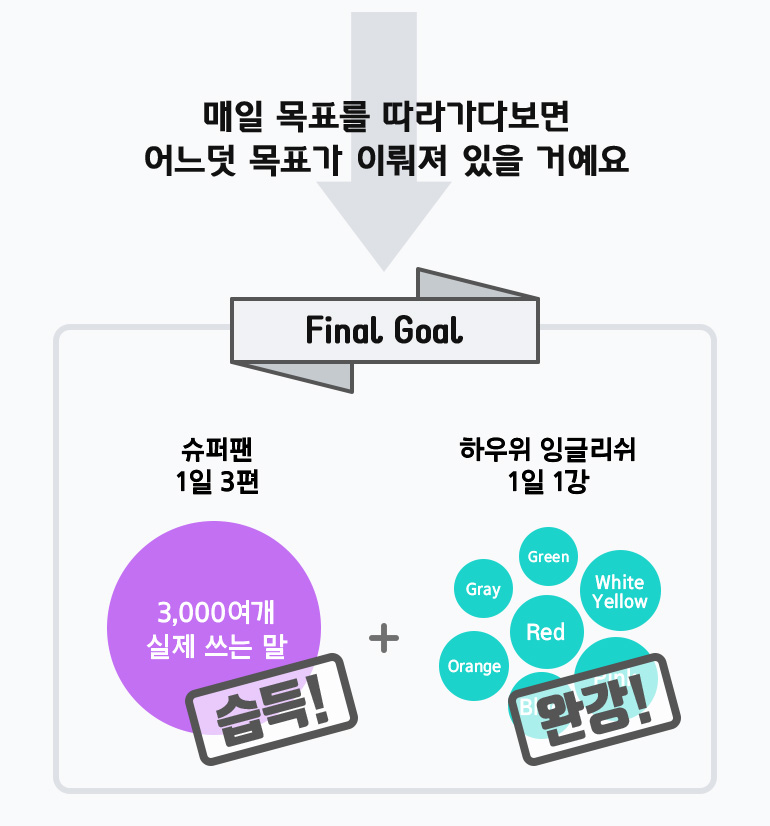 매일 목표를 따라가다보면
어느덧 목표가 이뤄져 있을 거예요
Final Goal
슈퍼팬
1일 3편
하우위 잉글리쉬
1일 1강
3,000여개
실제 쓰는 말
습득!
+
Green
Gray
White
Yellow
Red
Orange
완강!